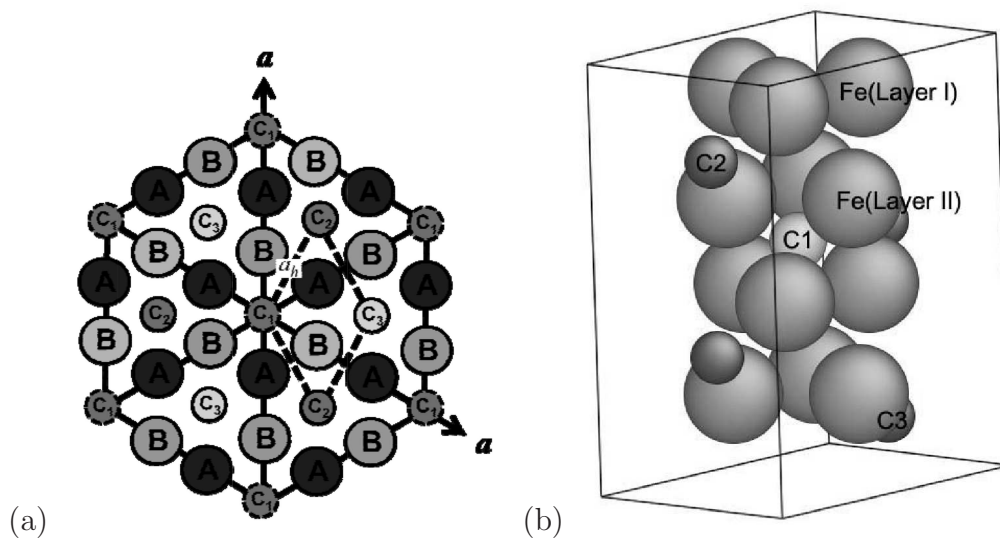 a
C₁
B B
A A A
C₁ C₃ C₂ C₁
B B B
a_h
A A A A
C₂ C₁ C₃
B B B B
A A A
C₁ C₃ C₂ C₁
B B B
a
A A
C₁
(a)
Fe(Layer I)
C2
Fe(Layer II)
C1
C3
(b)